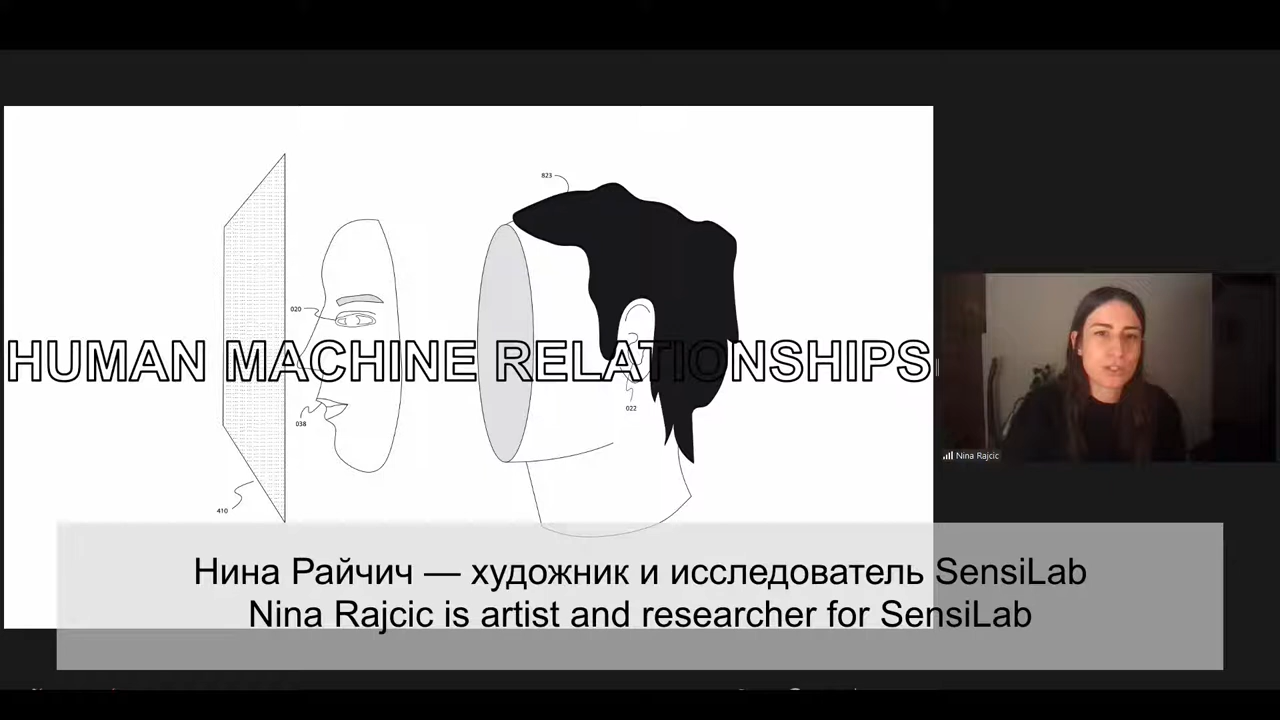 823
020
HUMAN MACHINE RELATIONSHIPS
022
038
Nina Rajcic
410
Нина Райчич — художник и исследователь SensiLab
Nina Rajcic is artist and researcher for SensiLab